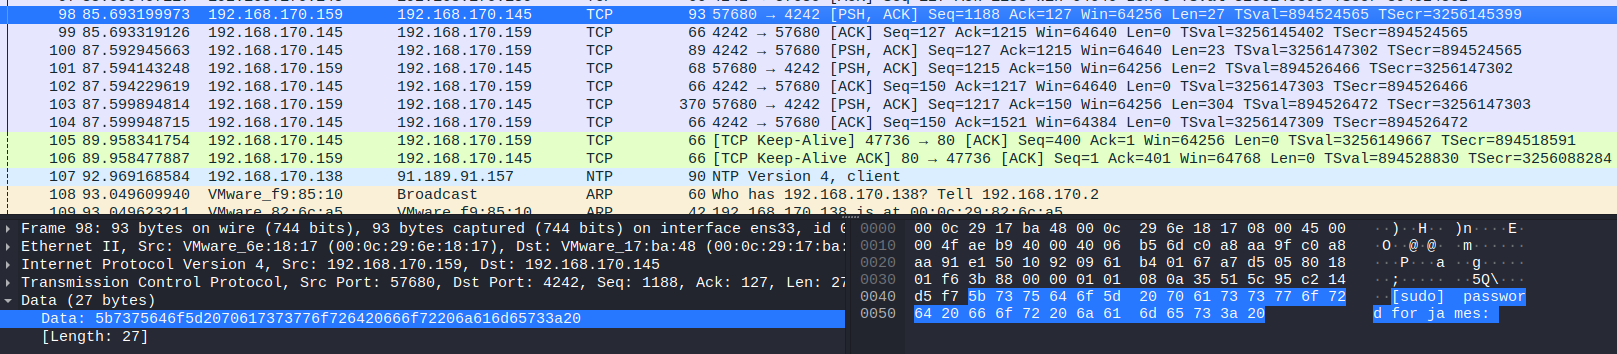 98 85.693199973 192.168.170.159 192.168.170.145 TCP 93 57680 → 4242 [PSH, ACK] Seq=1188 Ack=127 Win=64256 Len=27 TSval=894524565 TSecr=3256145399
99 85.693319126 192.168.170.145 192.168.170.159 TCP 66 4242 → 57680 [ACK] Seq=127 Ack=1215 Win=64640 Len=0 TSval=3256145402 TSecr=894524565
100 87.592945663 192.168.170.145 192.168.170.159 TCP 89 4242 → 57680 [PSH, ACK] Seq=127 Ack=1215 Win=64640 Len=23 TSval=3256147302 TSecr=894524565
101 87.594143248 192.168.170.159 192.168.170.145 TCP 68 57680 → 4242 [PSH, ACK] Seq=1215 Ack=150 Win=64256 Len=2 TSval=894526466 TSecr=3256147302
102 87.594229619 192.168.170.145 192.168.170.159 TCP 66 4242 → 57680 [ACK] Seq=150 Ack=1217 Win=64640 Len=0 TSval=3256147303 TSecr=894526466
103 87.599894814 192.168.170.159 192.168.170.145 TCP 370 57680 → 4242 [PSH, ACK] Seq=1217 Ack=150 Win=64256 Len=304 TSval=894526472 TSecr=3256147303
104 87.599948715 192.168.170.145 192.168.170.159 TCP 66 4242 → 57680 [ACK] Seq=150 Ack=1521 Win=64384 Len=0 TSval=3256147309 TSecr=894526472
105 89.958341754 192.168.170.145 192.168.170.159 TCP 66 [TCP Keep-Alive] 47736 → 80 [ACK] Seq=400 Ack=1 Win=64256 Len=0 TSval=3256149667 TSecr=894518591
106 89.958477887 192.168.170.159 192.168.170.145 TCP 66 [TCP Keep-Alive ACK] 80 → 47736 [ACK] Seq=1 Ack=401 Win=64768 Len=0 TSval=894528830 TSecr=3256088284
107 92.969168584 192.168.170.138 91.189.91.157 NTP 90 NTP Version 4, client
108 93.049609940 VMware_f9:85:10 Broadcast ARP 60 Who has 192.168.170.138? Tell 192.168.170.2
109 93.049623211 VMware_82:6c:a5 VMware_f9:85:10 ARP 42 192.168.170.138 is at 00:0c:29:82:6c:a5
Frame 98: 93 bytes on wire (744 bits), 93 bytes captured (744 bits) on interface ens33, id 0
Ethernet II, Src: VMware_6e:18:17 (00:0c:29:6e:18:17), Dst: VMware_17:ba:48 (00:0c:29:17:ba:
Internet Protocol Version 4, Src: 192.168.170.159, Dst: 192.168.170.145
Transmission Control Protocol, Src Port: 57680, Dst Port: 4242, Seq: 1188, Ack: 127, Len: 27
Data (27 bytes)
Data: 5b7375646f5d2070617373776f726420666f72206a616d65733a20
[Length: 27]
0000 00 0c 29 17 ba 48 00 0c 29 6e 18 17 08 00 45 00 ··)··H·· )n····E·
0010 00 4f ae b9 40 00 40 06 b5 6d c0 a8 aa 9f c0 a8 ·O··@·@· ·m······
0020 aa 91 e1 50 10 92 09 61 b4 01 67 a7 d5 05 80 18 ···P···a ··g·····
0030 01 f6 3b 88 00 00 01 01 08 0a 35 51 5c 95 c2 14 ··;····· ··5Q\···
0040 d5 f7 5b 73 75 64 6f 5d 20 70 61 73 73 77 6f 72 ··[sudo] passwor
0050 64 20 66 6f 72 20 6a 61 6d 65 73 3a 20 d for ja mes: